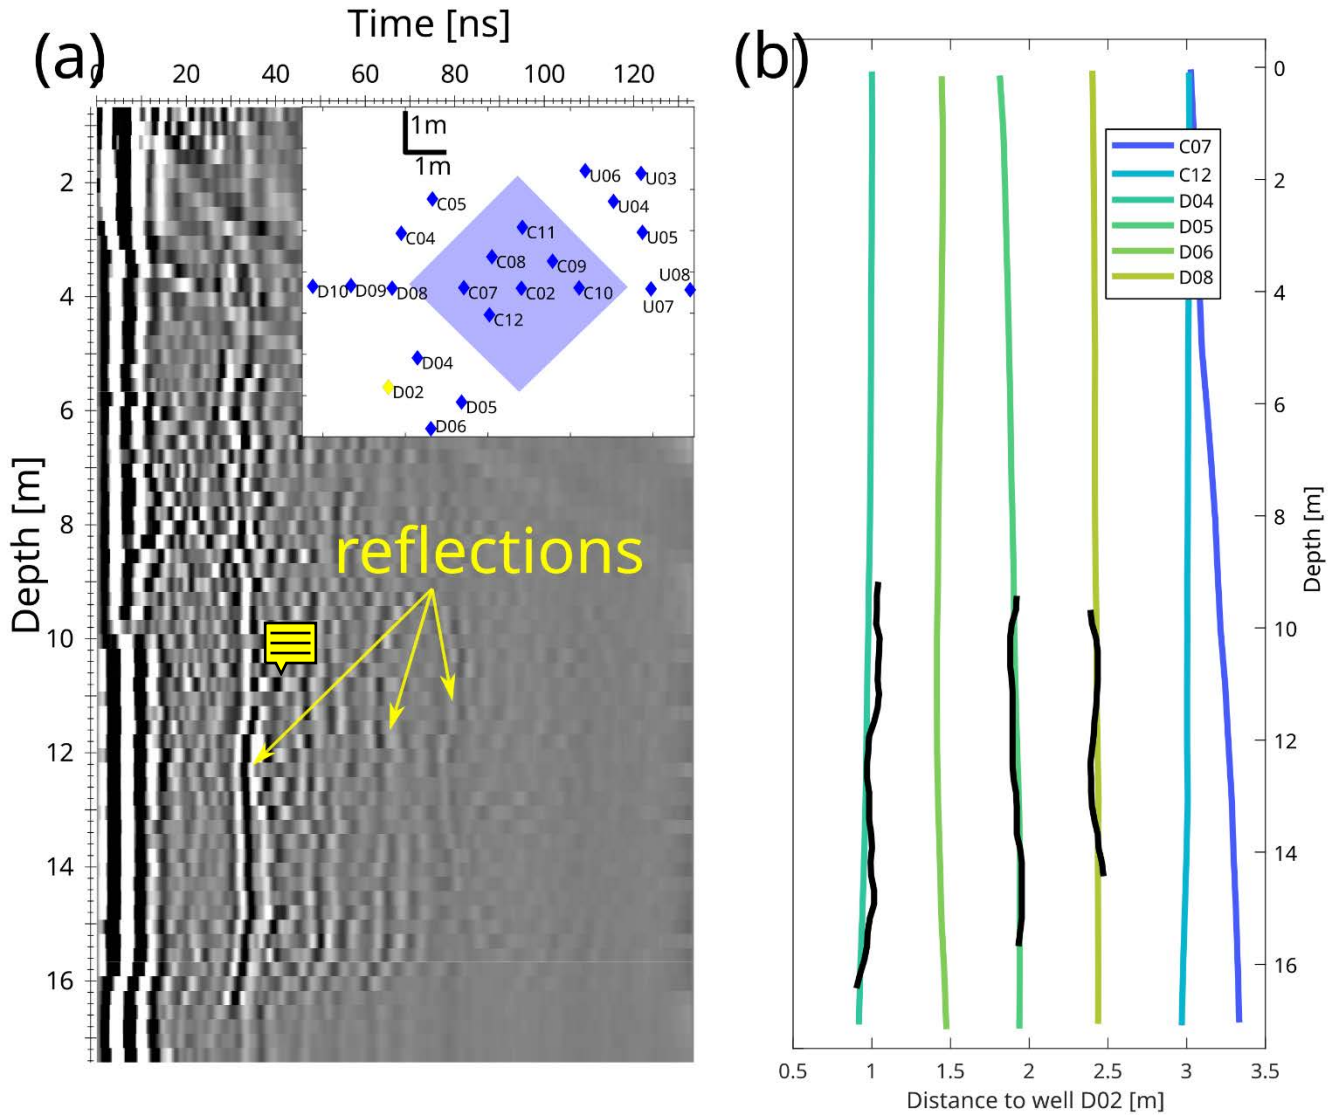 Time [ns]
(a)
0 20 40 60 80 100 120
1m
1m
U06 U03
C05 U04
C04 C11 U05
C08 C09
U08
D10 D09 D08 C07 C02 C10
U07
C12
D04
D02
D05
D06
Depth [m]
2
4
6
8
10
12
14
16
reflections
(b)
C07
C12
D04
D05
D06
D08
0
2
4
6
8
10
12
14
16
Depth [m]
0.5 1 1.5 2 2.5 3 3.5
Distance to well D02 [m]